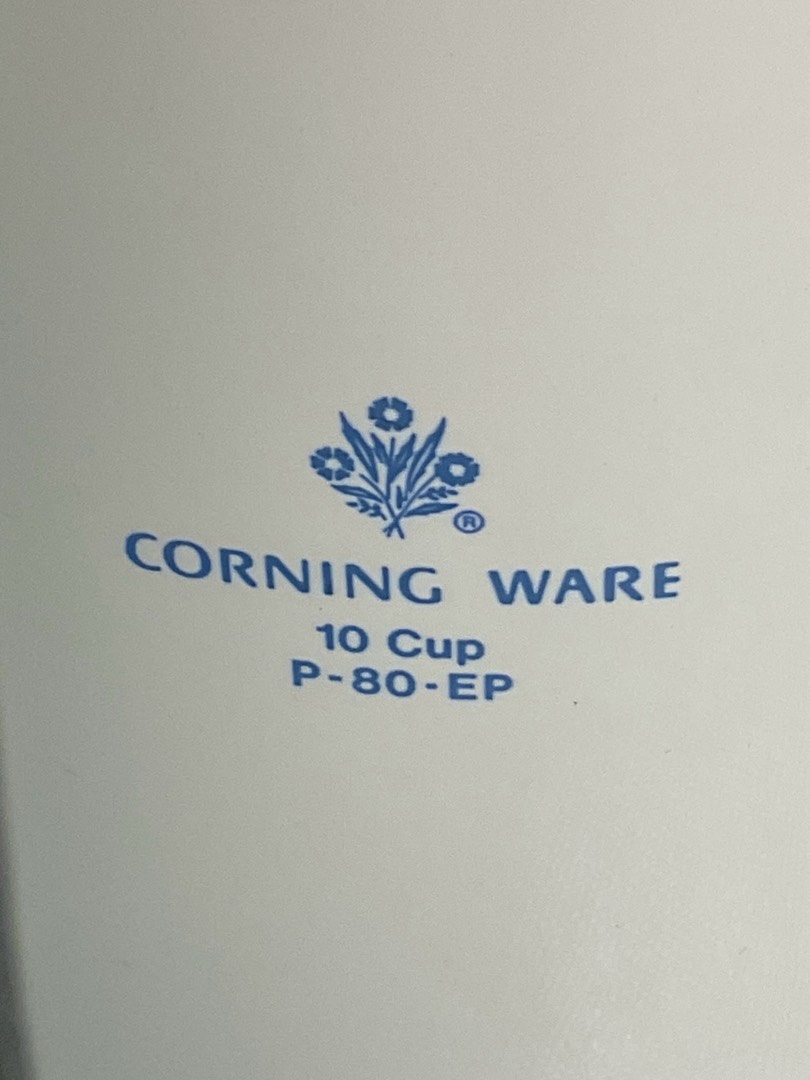 ®
CORNING WARE
10 Cup
P-80-EP